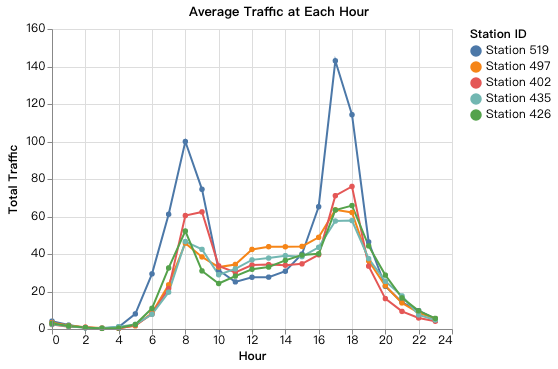 Average Traffic at Each Hour
Station ID
Station 519
Station 497
Station 402
Station 435
Station 426
Total Traffic
160
140
120
100
80
60
40
20
0
0 2 4 6 8 10 12 14 16 18 20 22 24
Hour